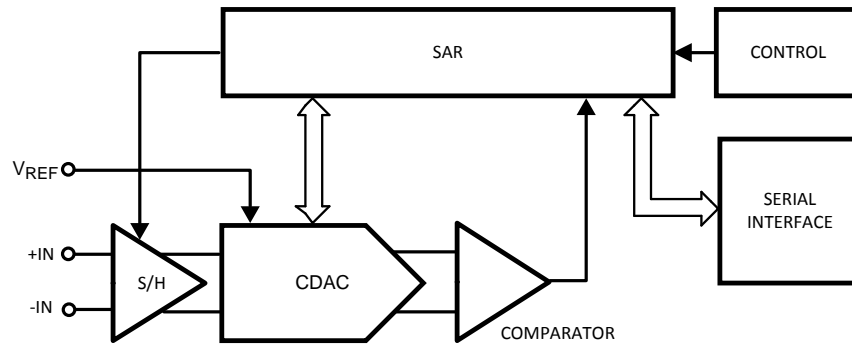 SAR
CONTROL
VREF
SERIAL
INTERFACE
+IN
-IN
S/H
CDAC
COMPARATOR